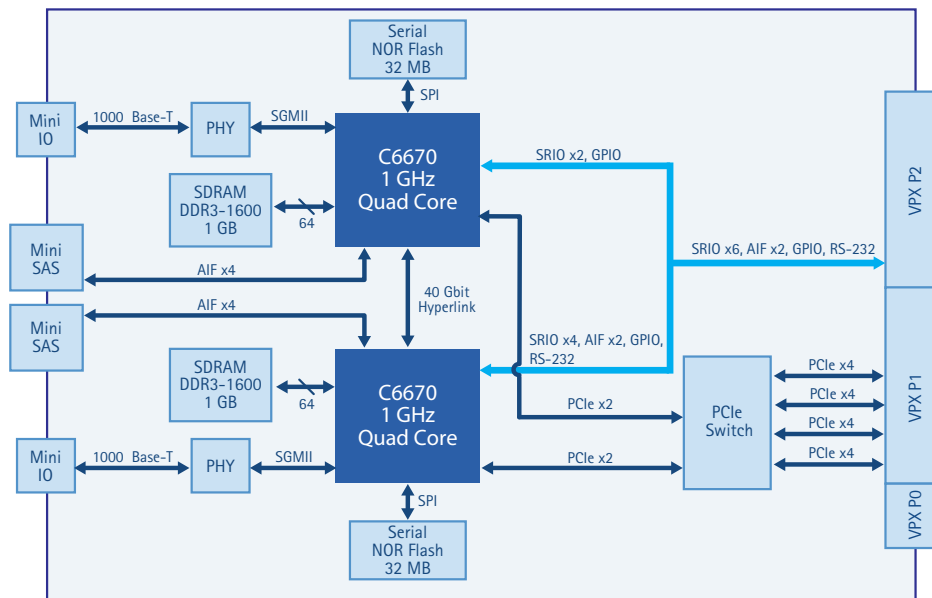 Serial
NOR Flash
32 MB
SPI
Mini
IO
1000 Base-T
PHY
SGMII
C6670
1 GHz
Quad Core
SRIO x2, GPIO
VPX P2
SDRAM
DDR3-1600
1 GB
64
Mini
SAS
AIF x4
SRIO x6, AIF x2, GPIO, RS-232
40 Gbit
Hyperlink
Mini
SAS
AIF x4
SRIO x4, AIF x2, GPIO,
RS-232
SDRAM
DDR3-1600
1 GB
64
C6670
1 GHz
Quad Core
PCIe x2
PCIe
Switch
PCIe x4
PCIe x4
PCIe x4
PCIe x4
VPX P1
Mini
IO
1000 Base-T
PHY
SGMII
PCIe x2
SPI
Serial
NOR Flash
32 MB
VPX P0